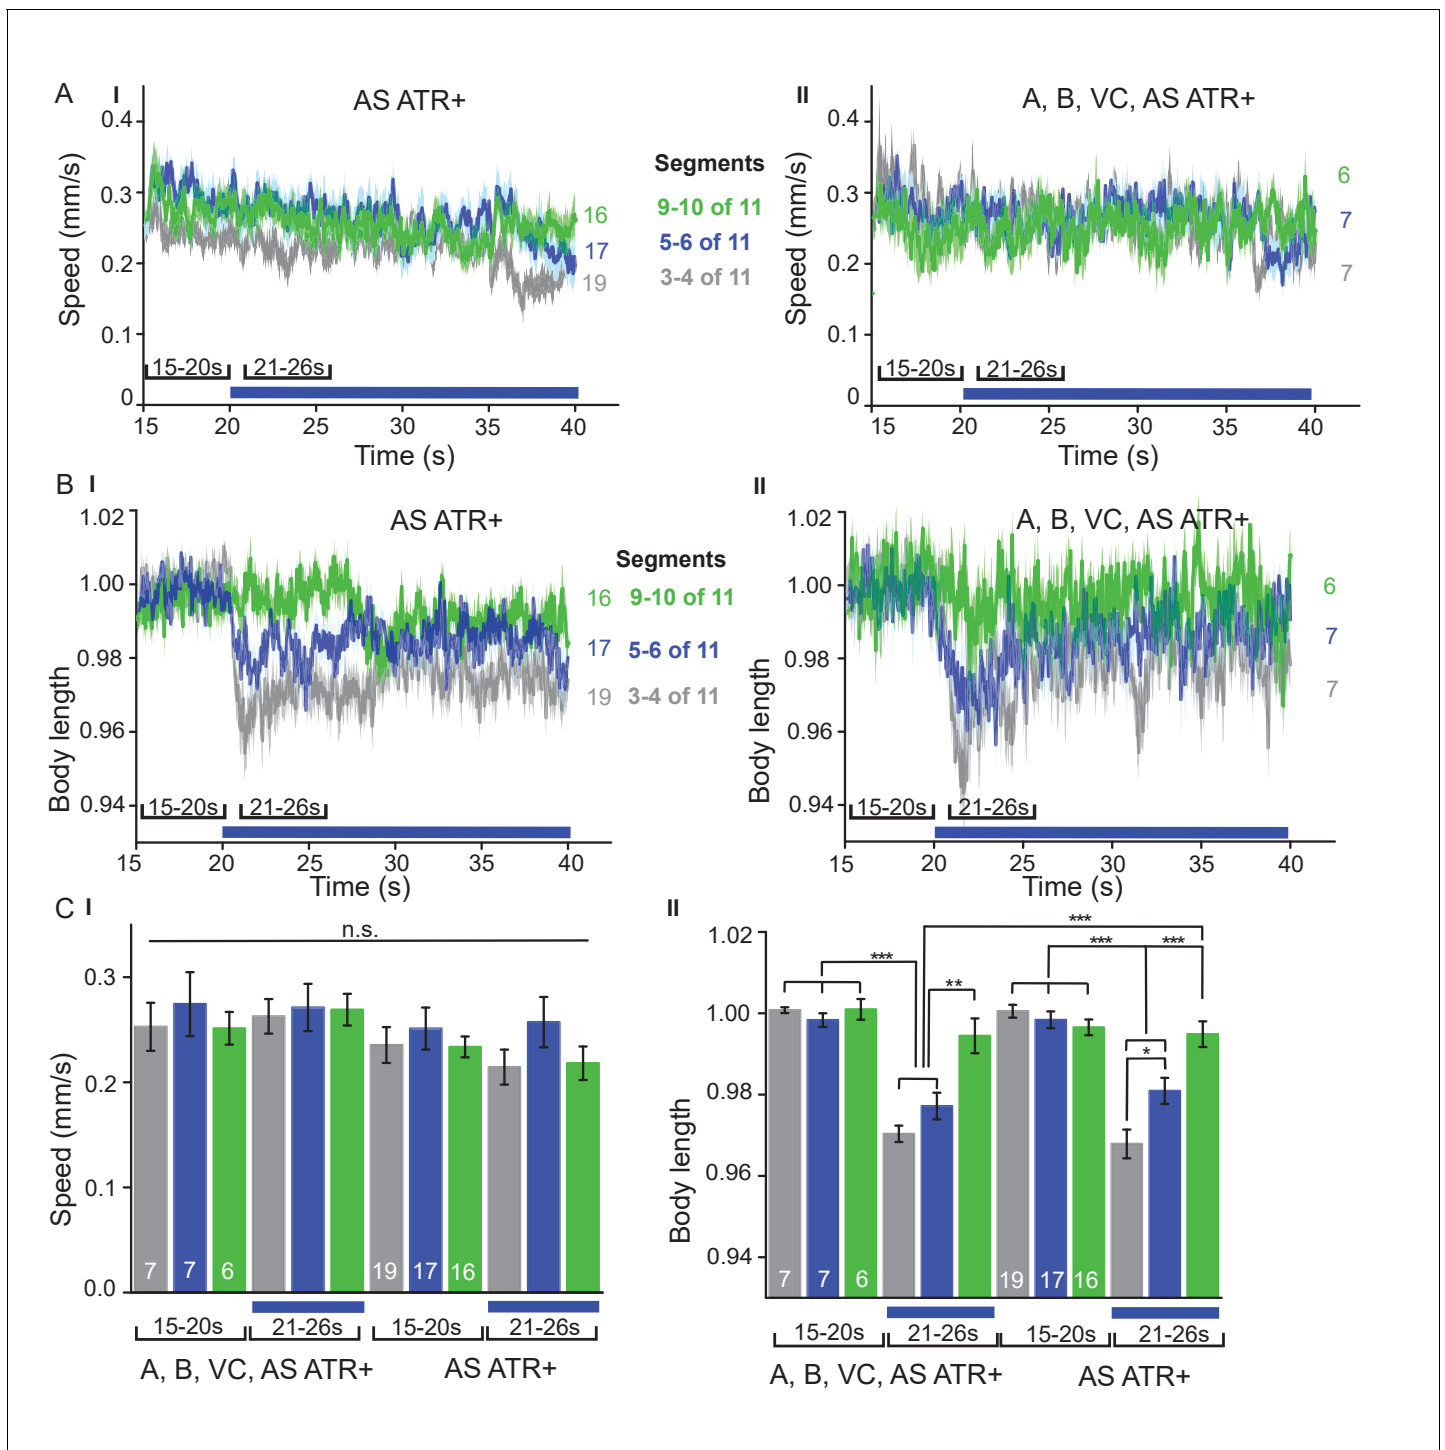 A I AS ATR+
II A, B, VC, AS ATR+
Speed (mm/s)
0.4
0.3
0.2
0.1
0
16
17
19
Segments
9-10 of 11
5-6 of 11
3-4 of 11
15-20s 21-26s
15 20 25 30 35 40
Time (s)
Speed (mm/s)
0.4
0.3
0.2
0.1
0
6
7
7
15-20s 21-26s
15 20 25 30 35 40
Time (s)
B I AS ATR+
II A, B, VC, AS ATR+
Body length
1.02
1.00
0.98
0.96
0.94
Segments
16 9-10 of 11
17 5-6 of 11
19 3-4 of 11
15-20s 21-26s
15 20 25 30 35 40
Time (s)
Body length
1.02
1.00
0.98
0.96
0.94
6
7
7
15-20s 21-26s
15 20 25 30 35 40
Time (s)
C I
n.s.
Speed (mm/s)
0.3
0.2
0.1
0.0
7 7 6 19 17 16
15-20s 21-26s 15-20s 21-26s
A, B, VC, AS ATR+ AS ATR+
II
Body length
1.02
1.00
0.98
0.96
0.94
***
*** *** ***
**
*
7 7 6 19 17 16
15-20s 21-26s 15-20s 21-26s
A, B, VC, AS ATR+ AS ATR+